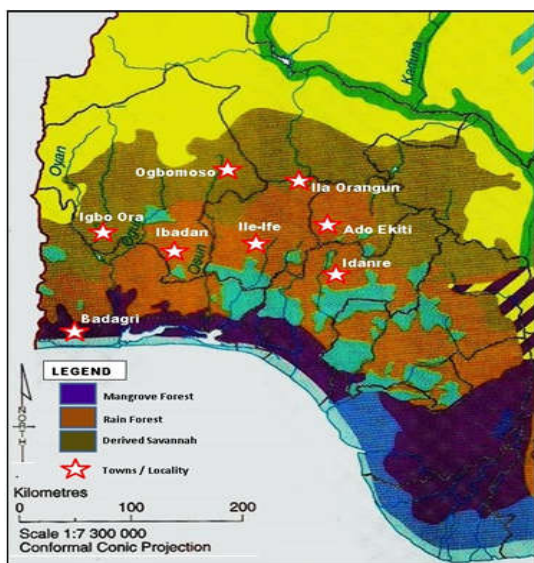 Kaduna
Oyan
Ogbomoso
Ila Orangun
Igbo Ora
Ibadan
Ile-Ife
Ado Ekiti
Osun
Idanre
Badagri
LEGEND
Mangrove Forest
Rain Forest
Derived Savannah
Towns / Locality
NORTH
Kilometres
0 100 200
Scale 1:7 300 000
Conformal Conic Projection